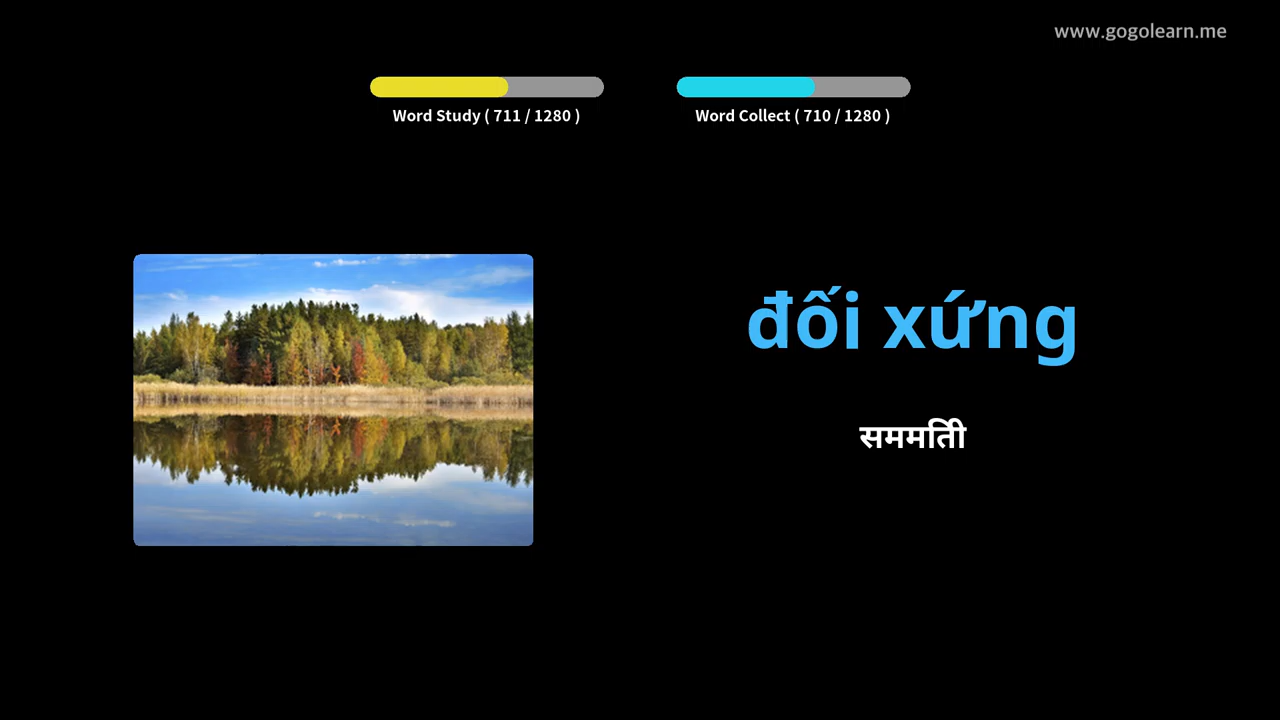 www.gogolearn.me
Word Study ( 711 / 1280 )
Word Collect ( 710 / 1280 )
đối xứng
सममितिी